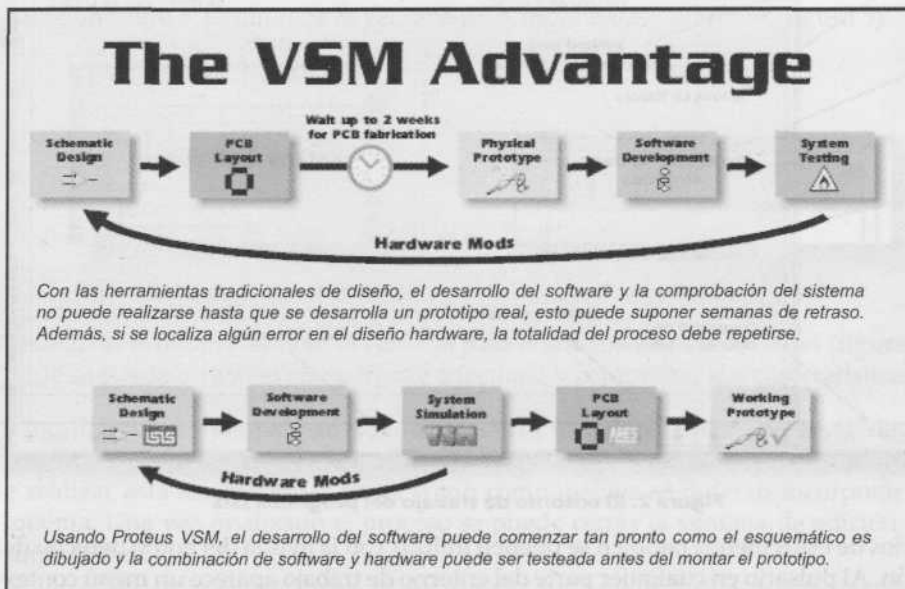 The VSM Advantage
Wait up to 2 weeks
for PCB fabrication
Schematic
Design
PCB
Layout
Physical
Prototype
Software
Development
System
Testing
Hardware Mods
Con las herramientas tradicionales de diseño, el desarrollo del software y la comprobación del sistema
no puede realizarse hasta que se desarrolla un prototipo real, esto puede suponer semanas de retraso.
Además, si se localiza algún error en el diseño hardware, la totalidad del proceso debe repetirse.
Schematic
Design
ISIS
Software
Development
System
Simulation
VSM
PCB
Layout
ARES
Working
Prototype
Hardware Mods
Usando Proteus VSM, el desarrollo del software puede comenzar tan pronto como el esquemático es
dibujado y la combinación de software y hardware puede ser testeada antes del montar el prototipo.